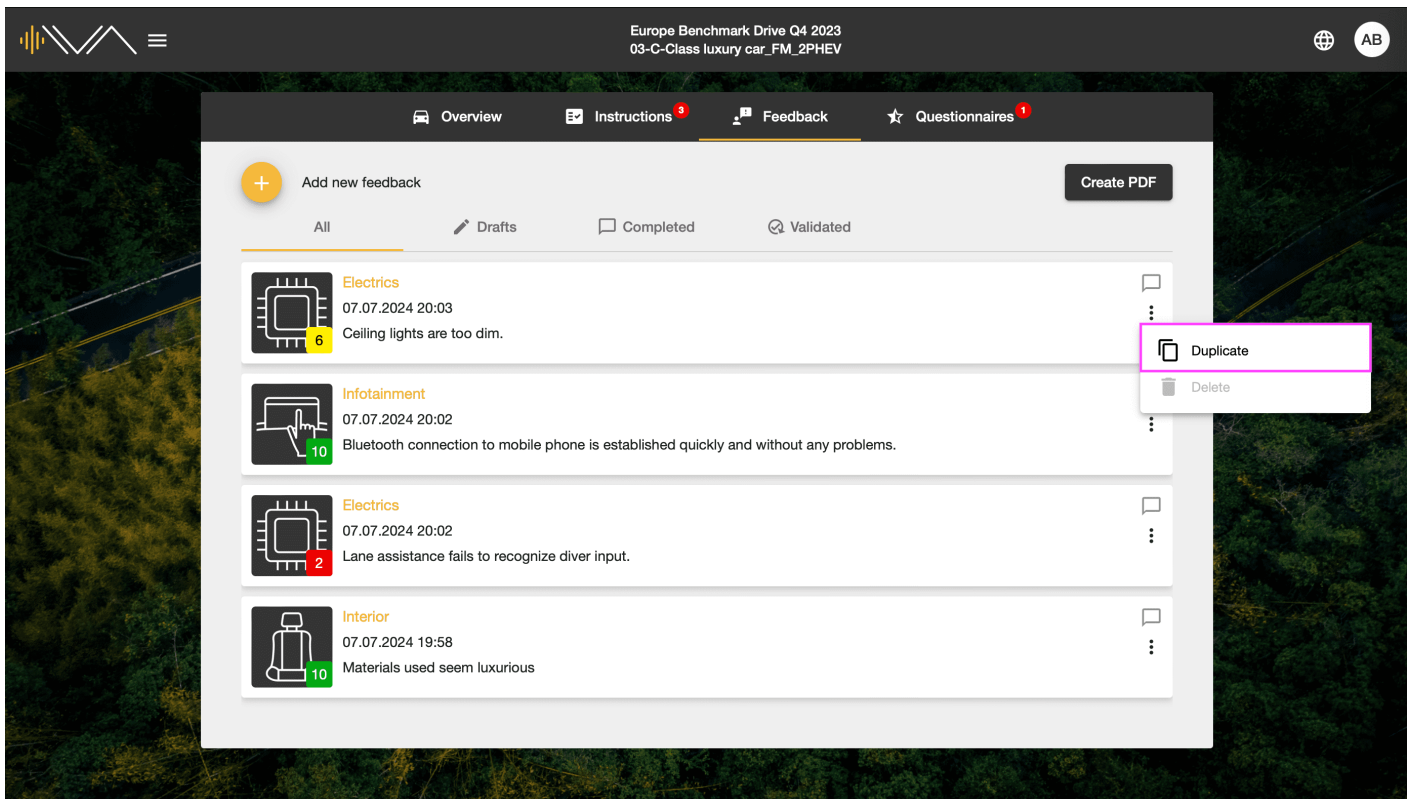 Europe Benchmark Drive Q4 2023
03-C-Class luxury car_FM_2PHEV
AB
Overview
Instructions 3
Feedback
Questionnaires 1
Add new feedback
Create PDF
All
Drafts
Completed
Validated
Electrics
07.07.2024 20:03
6
Ceiling lights are too dim.
Duplicate
Delete
Infotainment
07.07.2024 20:02
10
Bluetooth connection to mobile phone is established quickly and without any problems.
Electrics
07.07.2024 20:02
2
Lane assistance fails to recognize diver input.
Interior
07.07.2024 19:58
10
Materials used seem luxurious